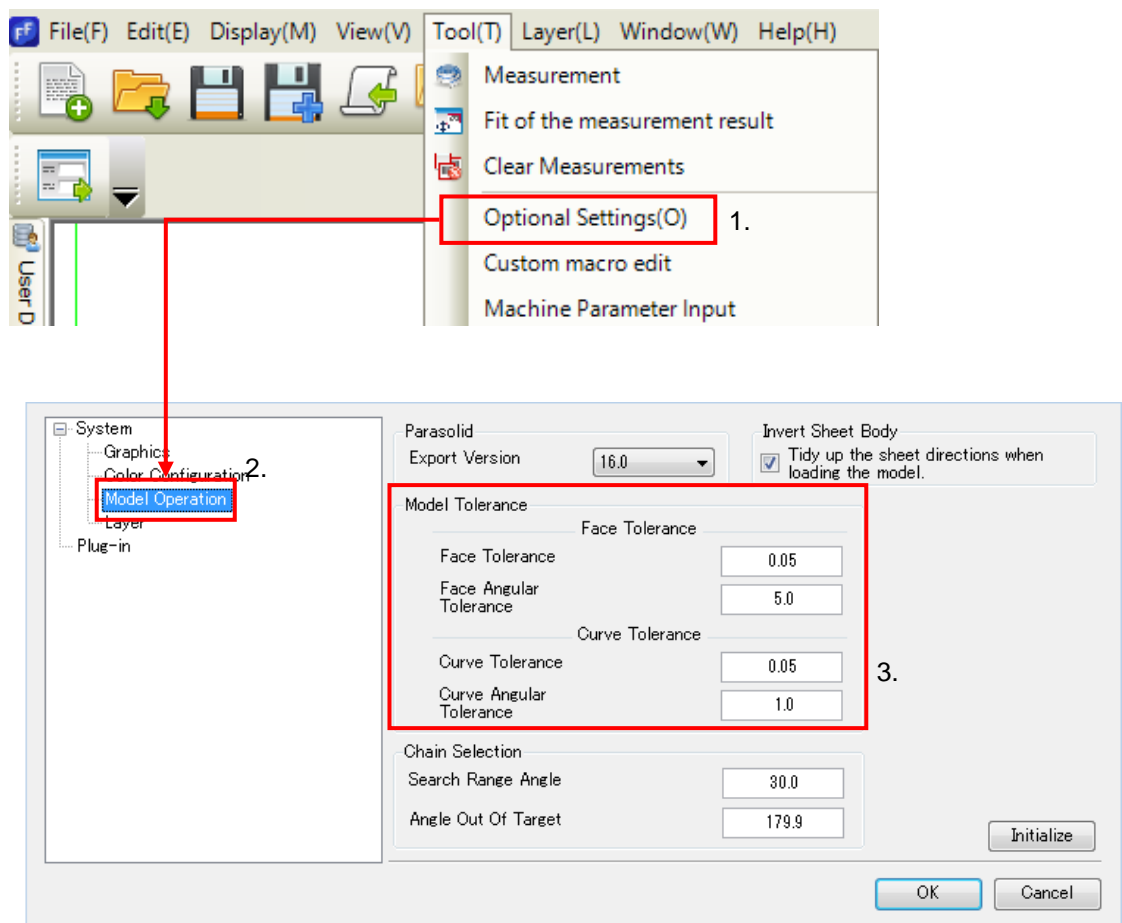 FF File(F) Edit(E) Display(M) View(V) Tool(T) Layer(L) Window(W) Help(H)
Measurement
Fit of the measurement result
Clear Measurements
Optional Settings(O) 1.
Custom macro edit
Machine Parameter Input
User D
System
Graphics
Color Configuration
2.
Model Operation
Layer
Plug-in
Parasolid
Export Version 16.0
Invert Sheet Body
Tidy up the sheet directions when
loading the model.
Model Tolerance
Face Tolerance
Face Tolerance 0.05
Face Angular
Tolerance 5.0
Curve Tolerance
Curve Tolerance 0.05
3.
Curve Angular
Tolerance 1.0
Chain Selection
Search Range Angle 30.0
Angle Out Of Target 179.9
Initialize
OK Cancel